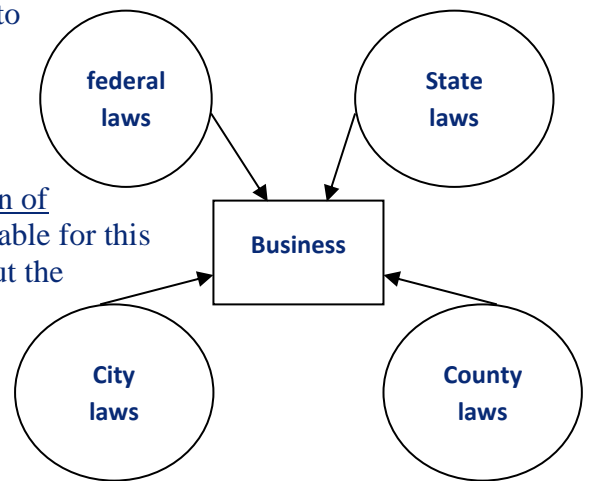 to
federal
laws
State
laws
n of
able for this
ut the
Business
City
laws
County
laws